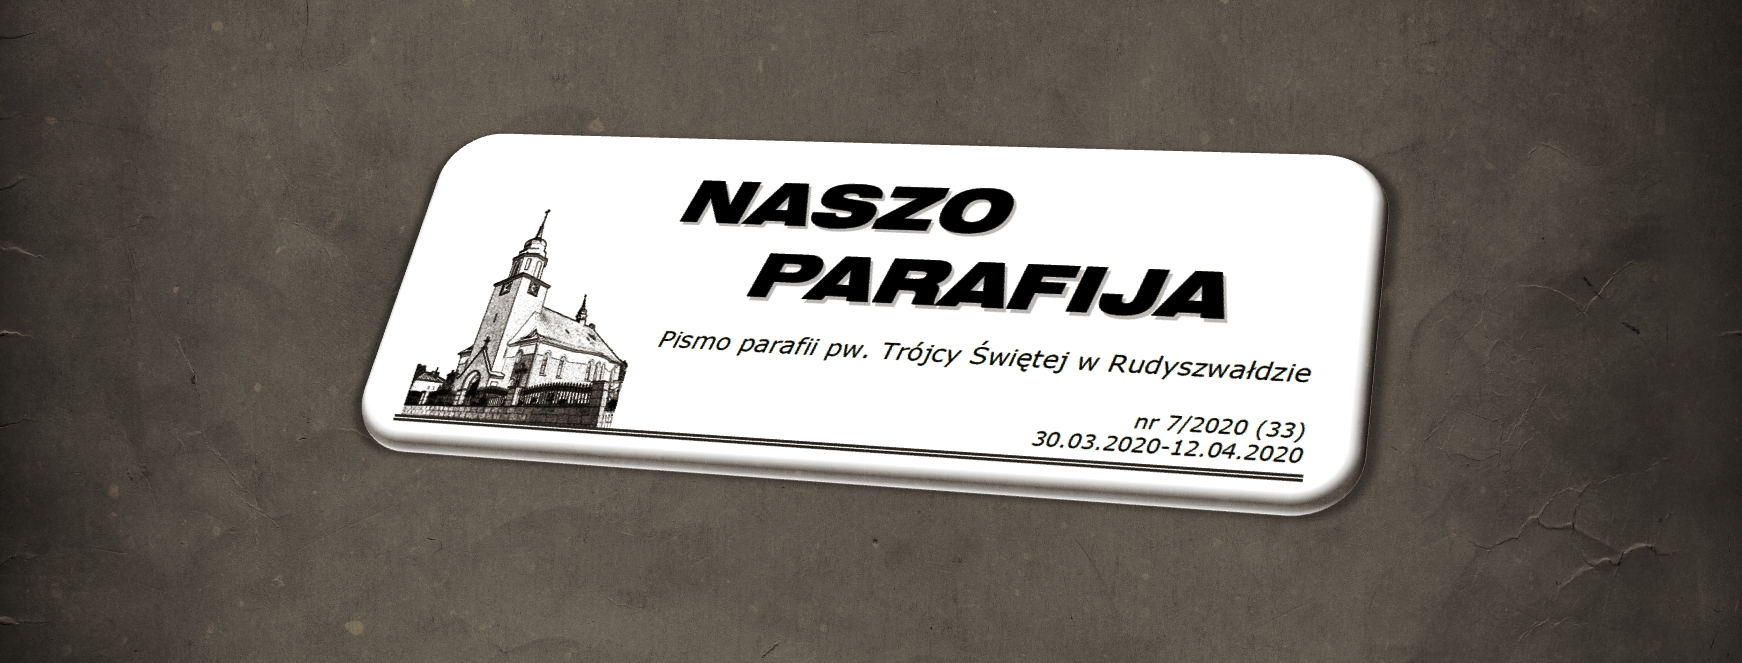 NASZO
PARAFIJA
Pismo parafii pw. Trójcy Świętej w Rudyszwałdzie
nr 7/2020 (33)
30.03.2020-12.04.2020